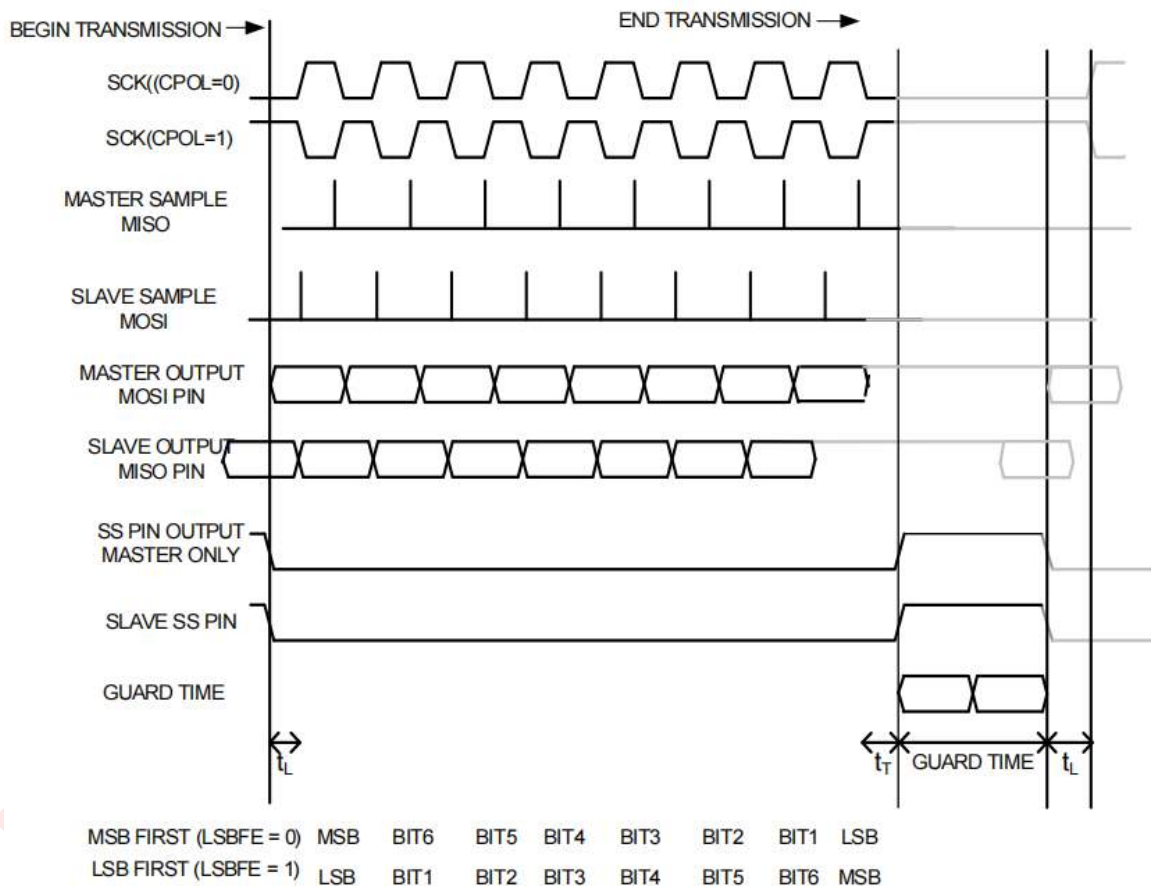 BEGIN TRANSMISSION
END TRANSMISSION
SCK((CPOL=0)
SCK(CPOL=1)
MASTER SAMPLE
MISO
SLAVE SAMPLE
MOSI
MASTER OUTPUT
MOSI PIN
SLAVE OUTPUT
MISO PIN
SS PIN OUTPUT
MASTER ONLY
SLAVE SS PIN
GUARD TIME
tL
tT
GUARD TIME
tL
MSB FIRST (LSBFE = 0) MSB BIT6 BIT5 BIT4 BIT3 BIT2 BIT1 LSB
LSB FIRST (LSBFE = 1) LSB BIT1 BIT2 BIT3 BIT4 BIT5 BIT6 MSB